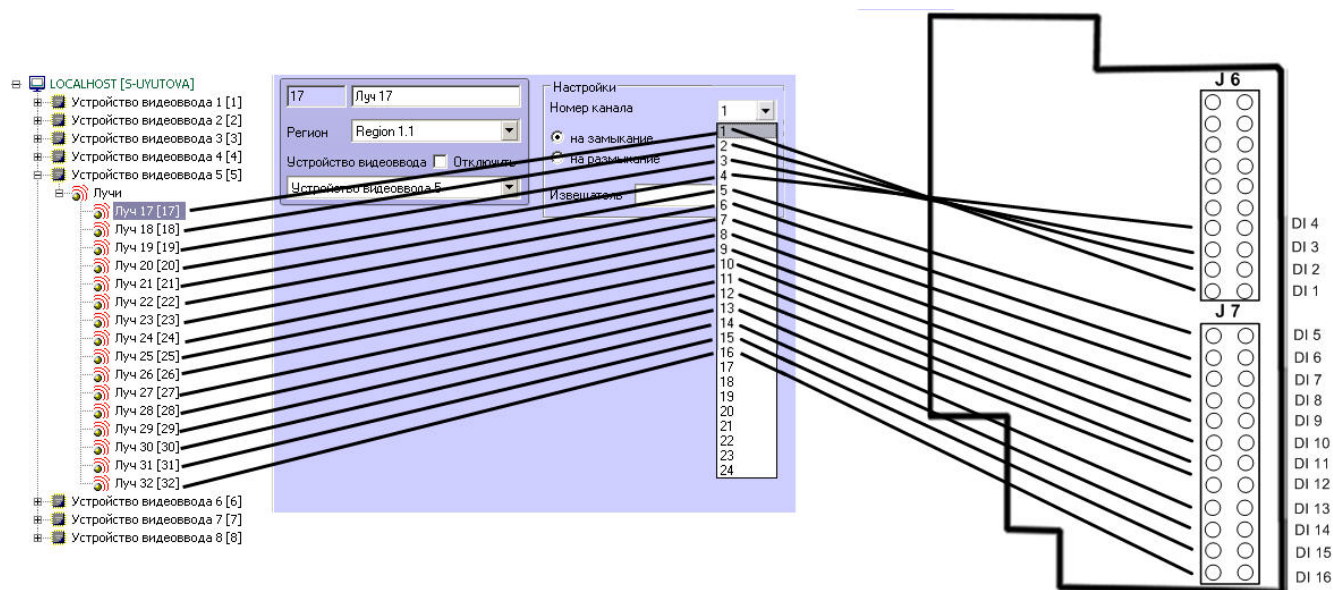 LOCALHOST [S-UYUTOVA]
Устройство видеоввода 1 [1]
Устройство видеоввода 2 [2]
Устройство видеоввода 3 [3]
Устройство видеоввода 4 [4]
Устройство видеоввода 5 [5]
Лучи
Луч 17 [17]
Луч 18 [18]
Луч 19 [19]
Луч 20 [20]
Луч 21 [21]
Луч 22 [22]
Луч 23 [23]
Луч 24 [24]
Луч 25 [25]
Луч 26 [26]
Луч 27 [27]
Луч 28 [28]
Луч 29 [29]
Луч 30 [30]
Луч 31 [31]
Луч 32 [32]
Устройство видеоввода 6 [6]
Устройство видеоввода 7 [7]
Устройство видеоввода 8 [8]
17
Луч 17
Регион
Region 1.1
Устройство видеоввода
Отключить
Устройство видеоввода 5
Настройки
Номер канала
1
на замыкание
на размыкание
Извещатель
1
2
3
4
5
6
7
8
9
10
11
12
13
14
15
16
17
18
19
20
21
22
23
24
J 6
DI 4
DI 3
DI 2
DI 1
J 7
DI 5
DI 6
DI 7
DI 8
DI 9
DI 10
DI 11
DI 12
DI 13
DI 14
DI 15
DI 16